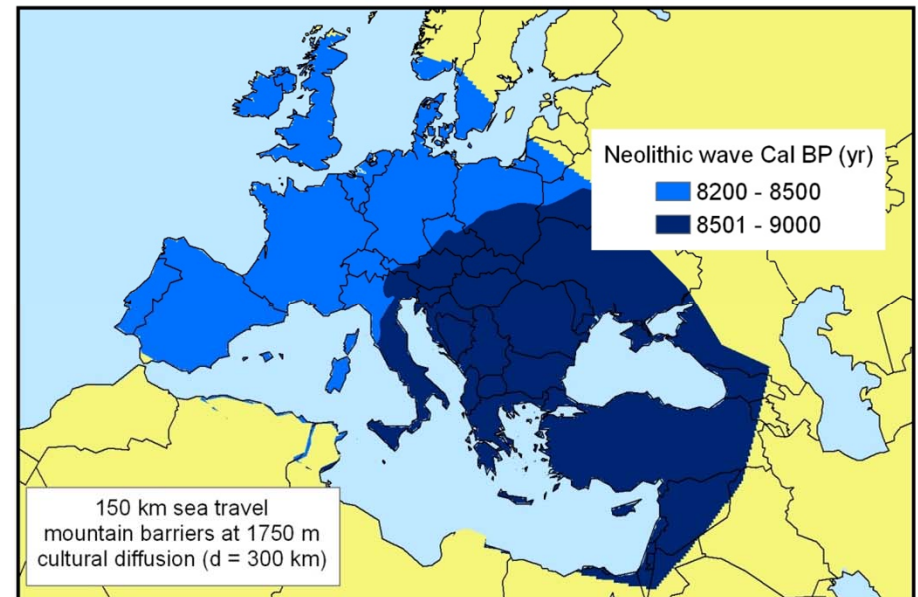 Neolithic wave Cal BP (yr)
8200 - 8500
8501 - 9000
150 km sea travel
mountain barriers at 1750 m
cultural diffusion (d = 300 km)